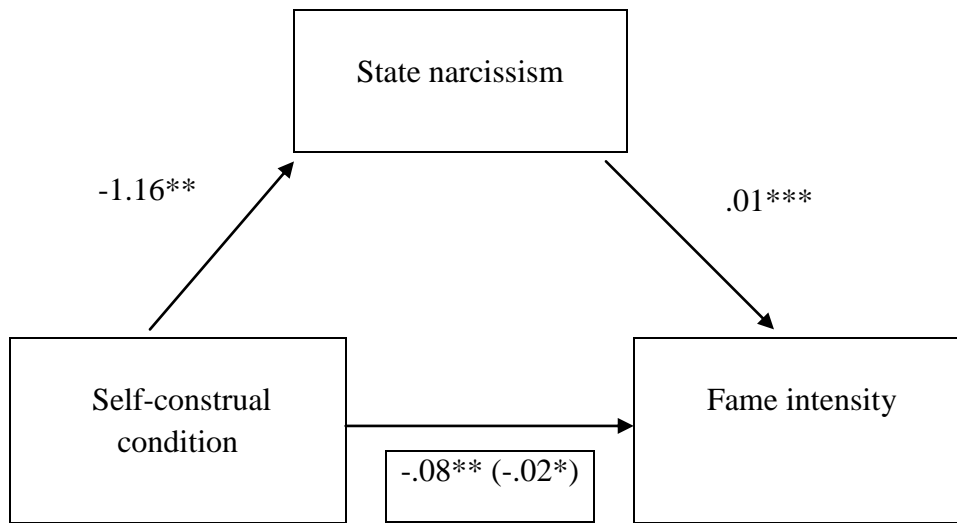 State narcissism
-1.16**
.01***
Self-construal
condition
Fame intensity
-.08** (-.02*)